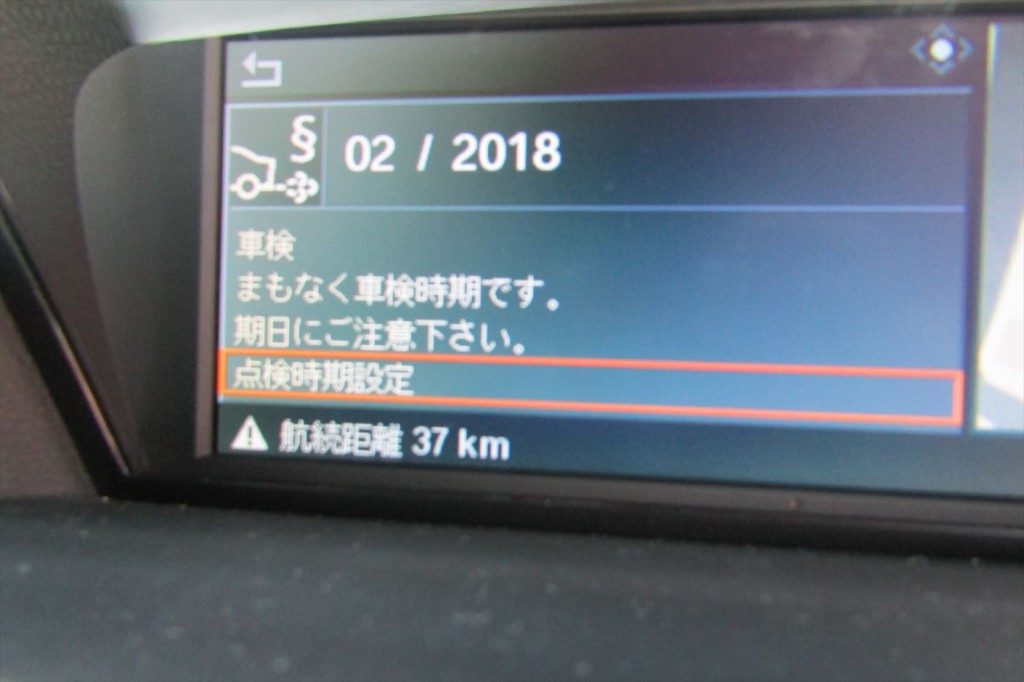 §
02 / 2018
車検
まもなく車検時期です。
期日にご注意下さい。
点検時期設定
航続距離 37 km